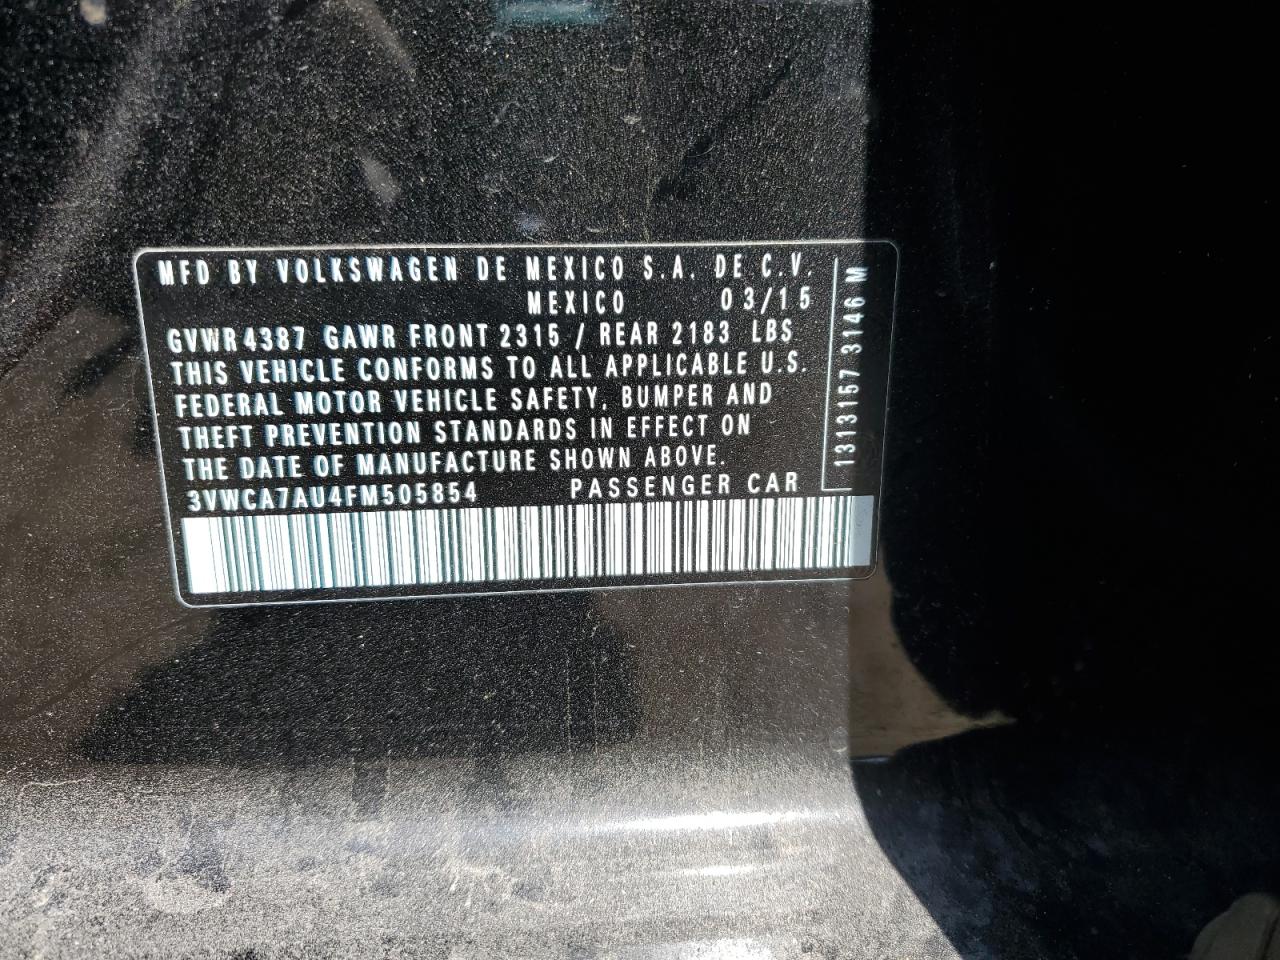 MFD BY VOLKSWAGEN DE MEXICO S.A. DE C.V.
MEXICO 03/15
GVWR 4387 GAWR FRONT 2315 / REAR 2183 LBS
THIS VEHICLE CONFORMS TO ALL APPLICABLE U.S.
FEDERAL MOTOR VEHICLE SAFETY, BUMPER AND
THEFT PREVENTION STANDARDS IN EFFECT ON
THE DATE OF MANUFACTURE SHOWN ABOVE.
3VWCA7AU4FM505854 PASSENGER CAR
1313157 3146 M